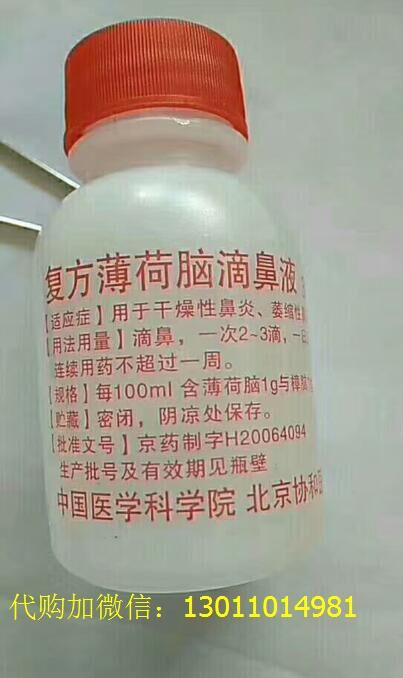 复方薄荷脑滴鼻液
【适应症】用于干燥性鼻炎、萎缩性
【用法用量】滴鼻，一次2~3滴，一日
连续用药不超过一周。
【规格】每100ml 含薄荷脑1g与樟脑
【贮藏】密闭，阴凉处保存。
【批准文号】京药制字H20064094
生产批号及有效期见瓶壁
中国医学科学院 北京协和医
代购加微信：13011014981